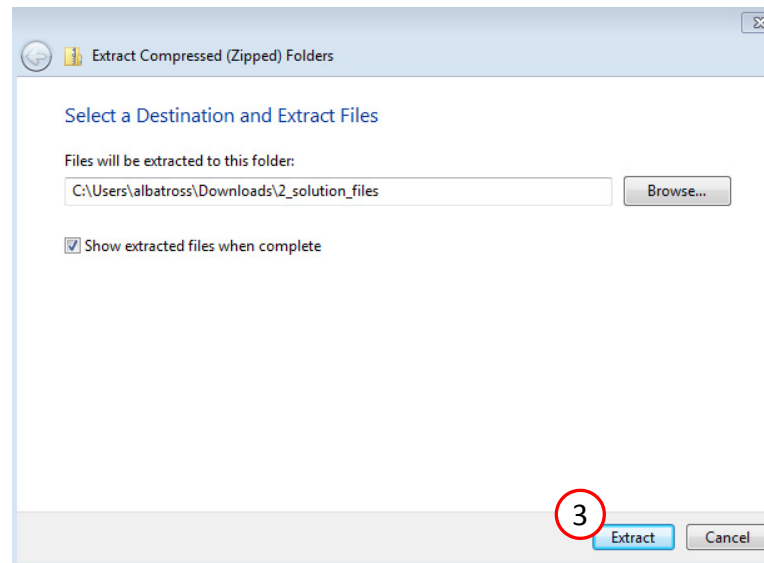 Extract Compressed (Zipped) Folders
Select a Destination and Extract Files
Files will be extracted to this folder:
C:\Users\albatross\Downloads\2_solution_files
Browse...
Show extracted files when complete
3
Extract
Cancel